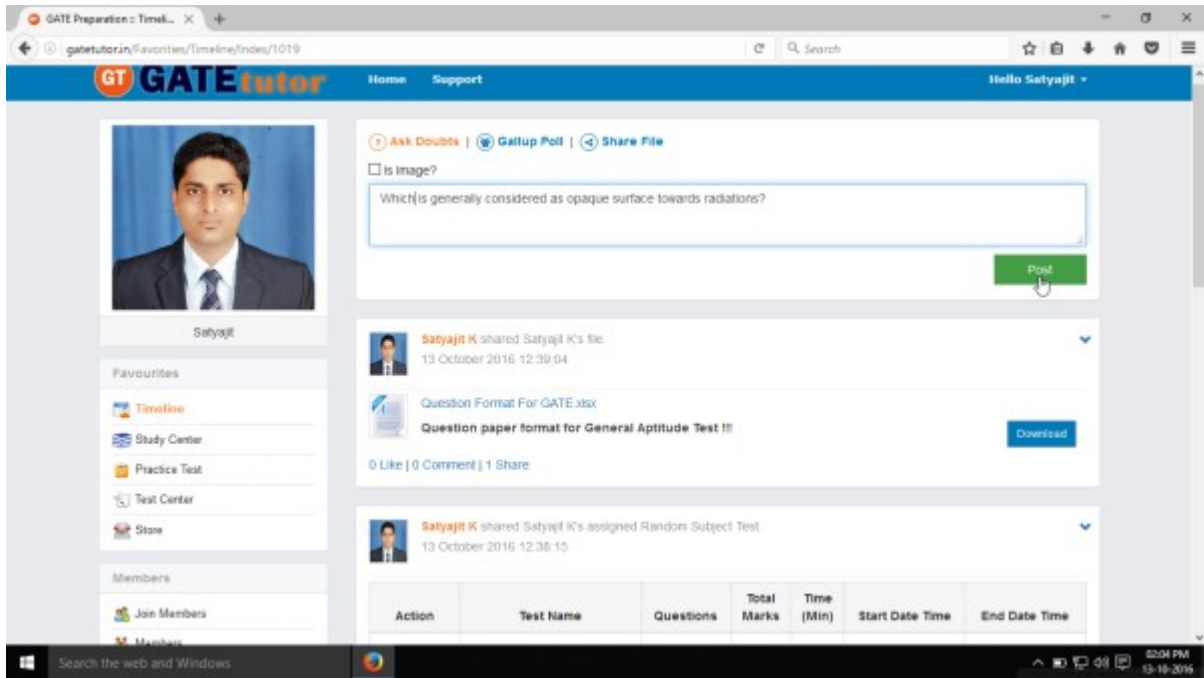 GATE Preparation :: Timeli...
gatetutor.in/Favorities/Timeline/Index/1019
Search
GT GATEtutor
Home Support
Hello Satyajit
Ask Doubts | Gallup Poll | Share File
Is Image?
Which is generally considered as opaque surface towards radiations?
Post
Satyajit
Favourites
Timeline
Study Center
Practice Test
Test Center
Store
Members
Join Members
Members
Satyajit K shared Satyajit K's file.
13 October 2016 12:39:04
Question Format For GATE.xlsx
Question paper format for General Aptitude Test !!!
Download
0 Like | 0 Comment | 1 Share
Satyajit K shared Satyajit K's assigned Random Subject Test.
13 October 2016 12:38:15
Action Test Name Questions Total Marks Time (Min) Start Date Time End Date Time
Search the web and Windows
02:04 PM
13-10-2016